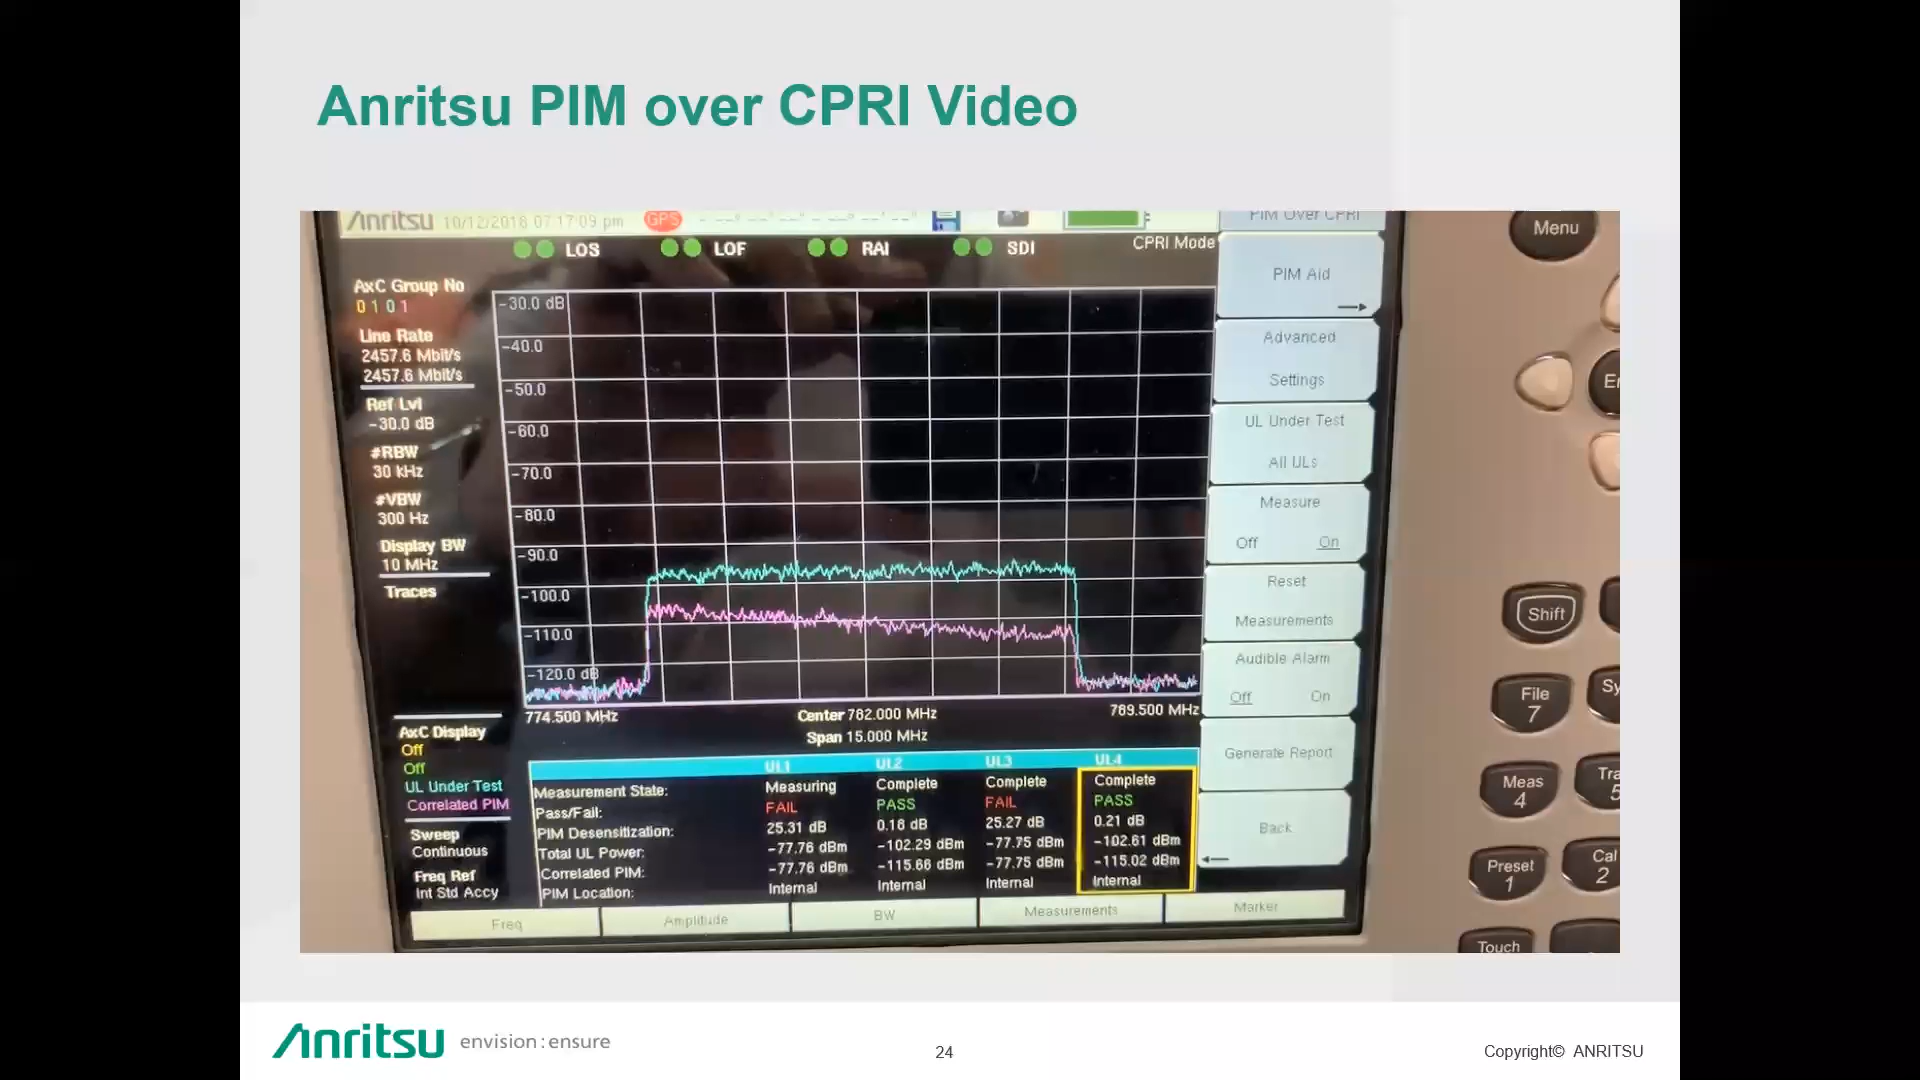 Anritsu PIM over CPRI Video
Anritsu 10/12/2018 07:17:09 pm GPS
PIM Over CPRI
LOS LOF RAI SDI CPRI Mode
AxC Group No
0 1 0 1
Line Rate
2457.6 Mbit/s
2457.6 Mbit/s
Ref Lvl
-30.0 dB
#RBW
30 kHz
#VBW
300 Hz
Display BW
10 MHz
Traces
AxC Display
Off
Off
UL Under Test
Correlated PIM
Sweep
Continuous
Freq Ref
Int Std Accy
-30.0 dB
-40.0
-50.0
-60.0
-70.0
-80.0
-90.0
-100.0
-110.0
-120.0 dB
774.500 MHz Center 782.000 MHz 789.500 MHz
Span 15.000 MHz
UL1 UL2 UL3 UL4
Measurement State: Measuring Complete Complete Complete
Pass/Fail: FAIL PASS FAIL PASS
PIM Desensitization: 25.31 dB 0.18 dB 25.27 dB 0.21 dB
Total UL Power: -77.76 dBm -102.29 dBm -77.75 dBm -102.61 dBm
Correlated PIM: -77.76 dBm -115.66 dBm -77.75 dBm -115.02 dBm
PIM Location: Internal Internal Internal Internal
Freq Amplitude BW Measurements Marker
PIM Aid
Advanced
Settings
UL Under Test
All ULs
Measure
Off On
Reset
Measurements
Audible Alarm
Off On
Generate Report
Back
Menu
Shift
File
7
Meas
4
Preset
1
Cal
2
Touch
Anritsu envision : ensure
24
Copyright© ANRITSU